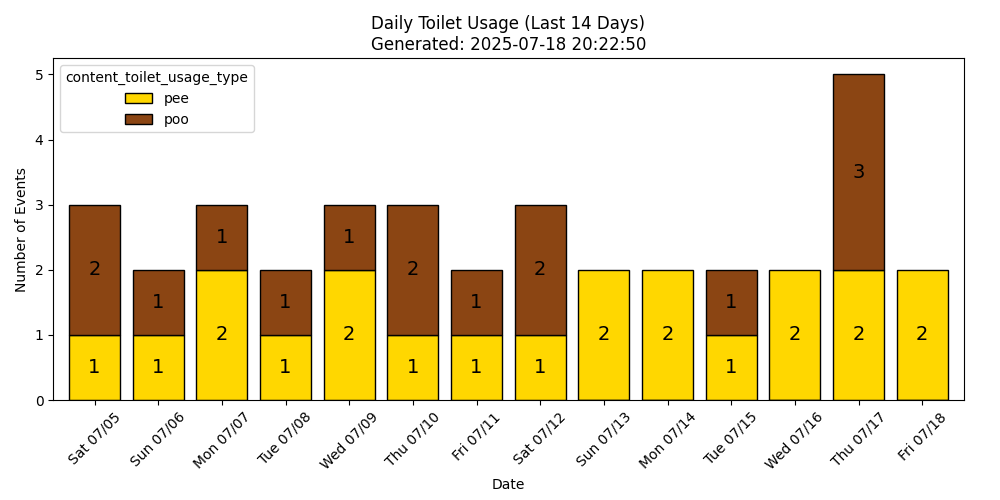 Daily Toilet Usage (Last 14 Days)
Generated: 2025-07-18 20:22:50
content_toilet_usage_type
pee
poo
Number of Events
5
4
3
2
1
0
2
1
1
1
1
2
2
1
1
1
2
2
1
1
1
2
1
2
2
1
1
2
3
2
2
Sat 07/05
Sun 07/06
Mon 07/07
Tue 07/08
Wed 07/09
Thu 07/10
Fri 07/11
Sat 07/12
Sun 07/13
Mon 07/14
Tue 07/15
Wed 07/16
Thu 07/17
Fri 07/18
Date